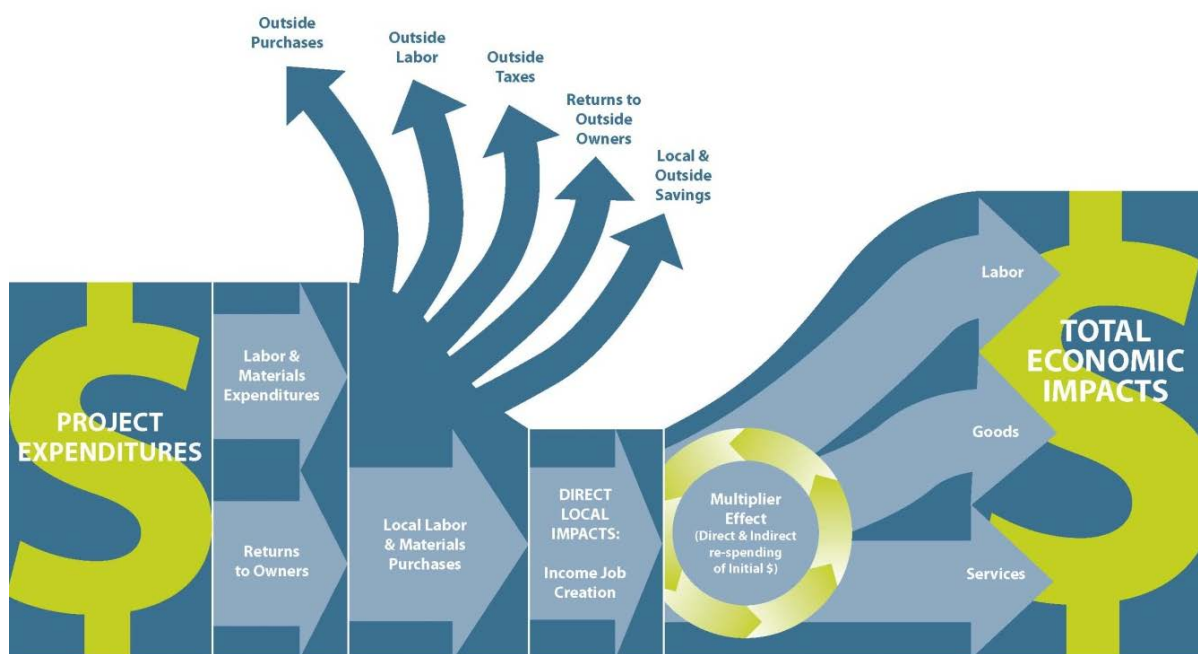 Outside
Purchases
Outside
Labor
Outside
Taxes
Returns to
Outside
Owners
Local &
Outside
Savings
PROJECT
EXPENDITURES
Labor &
Materials
Expenditures
Returns
to Owners
Local Labor
& Materials
Purchases
DIRECT
LOCAL
IMPACTS:
Income Job
Creation
Multiplier
Effect
(Direct & Indirect
re-spending
of Initial $)
Labor
Goods
Services
TOTAL
ECONOMIC
IMPACTS